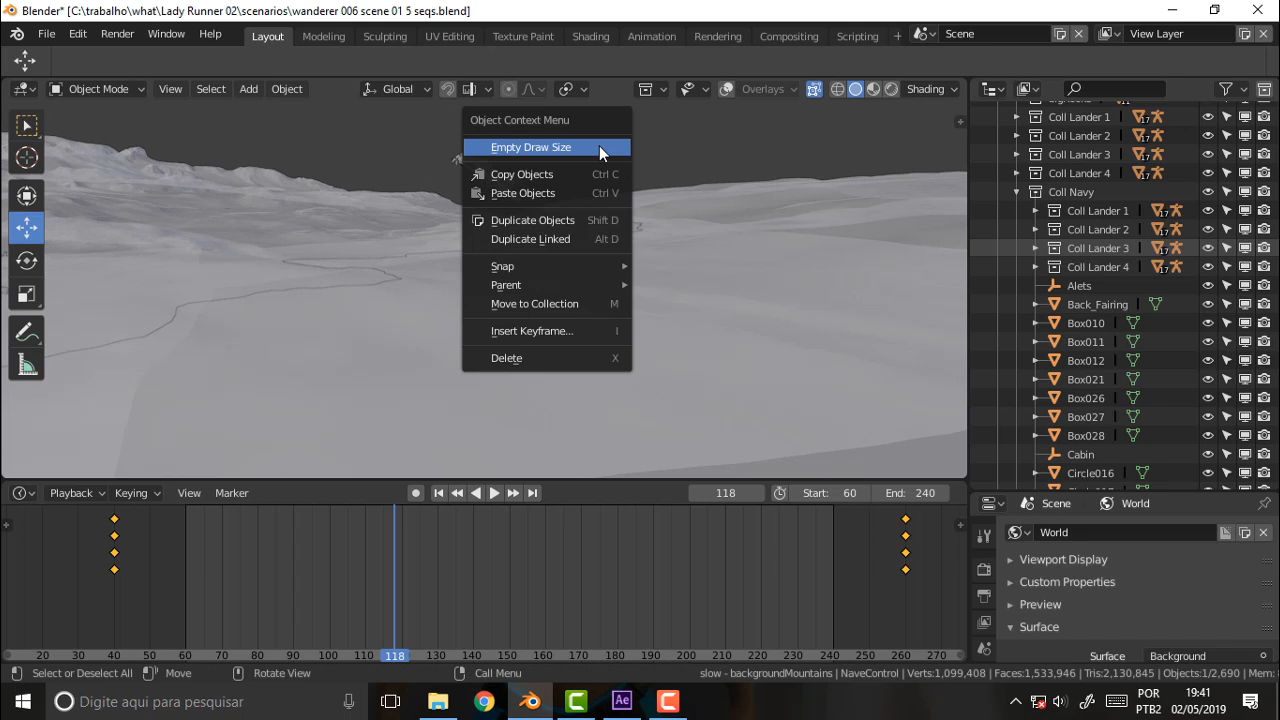 Blender* [C:\trabalho\what\Lady Runner 02\scenarios\wanderer 006 scene 01 5 seqs.blend]
File Edit Render Window Help Layout Modeling Sculpting UV Editing Texture Paint Shading Animation Rendering Compositing Scripting + Scene View Layer
Object Mode View Select Add Object Global Overlays Shading
Object Context Menu
Empty Draw Size
Copy Objects Ctrl C
Paste Objects Ctrl V
Duplicate Objects Shift D
Duplicate Linked Alt D
Snap
Parent
Move to Collection M
Insert Keyframe... I
Delete X
Coll Lander 1 17
Coll Lander 2 17
Coll Lander 3 17
Coll Lander 4 17
Coll Navy
Coll Lander 1 17
Coll Lander 2 17
Coll Lander 3 17
Coll Lander 4 17
Alets
Back_Fairing
Box010
Box011
Box012
Box021
Box026
Box027
Box028
Cabin
Circle016
Playback Keying View Marker 118 Start: 60 End: 240
20 30 40 50 60 70 80 90 100 110 118 130 140 150 160 170 180 190 200 210 220 230 240 250 260 270
Scene World
World
Viewport Display
Custom Properties
Preview
Surface
Surface Background
Select or Deselect All Move Rotate View Call Menu slow - backgroundMountains | NaveControl | Verts:1,099,408 | Faces:1,533,946 | Tris:2,130,845 | Objects:1/2,690 | Mem:
Digite aqui para pesquisar Ae POR 19:41
PTB2 02/05/2019